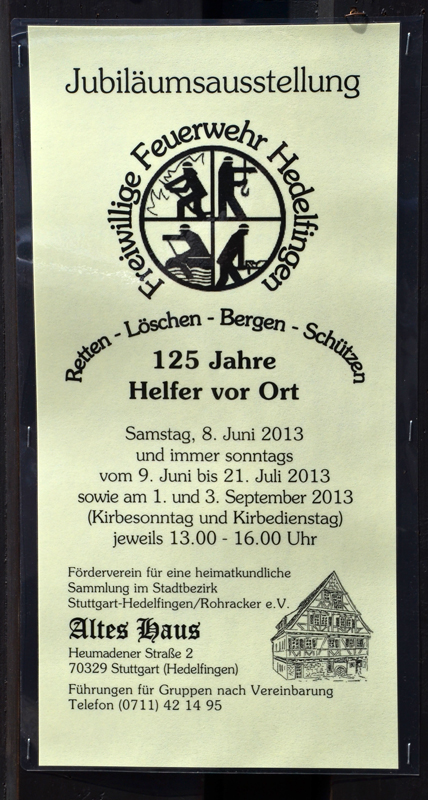 Jubiläumsausstellung
Freiwillige Feuerwehr Hedelfingen
Retten - Löschen - Bergen - Schützen
125 Jahre
Helfer vor Ort
Samstag, 8. Juni 2013
und immer sonntags
vom 9. Juni bis 21. Juli 2013
sowie am 1. und 3. September 2013
(Kirbesonntag und Kirbedienstag)
jeweils 13.00 - 16.00 Uhr
Förderverein für eine heimatkundliche
Sammlung im Stadtbezirk
Stuttgart-Hedelfingen/Rohracker e.V.
Altes Haus
Heumadener Straße 2
70329 Stuttgart (Hedelfingen)
Führungen für Gruppen nach Vereinbarung
Telefon (0711) 42 14 95